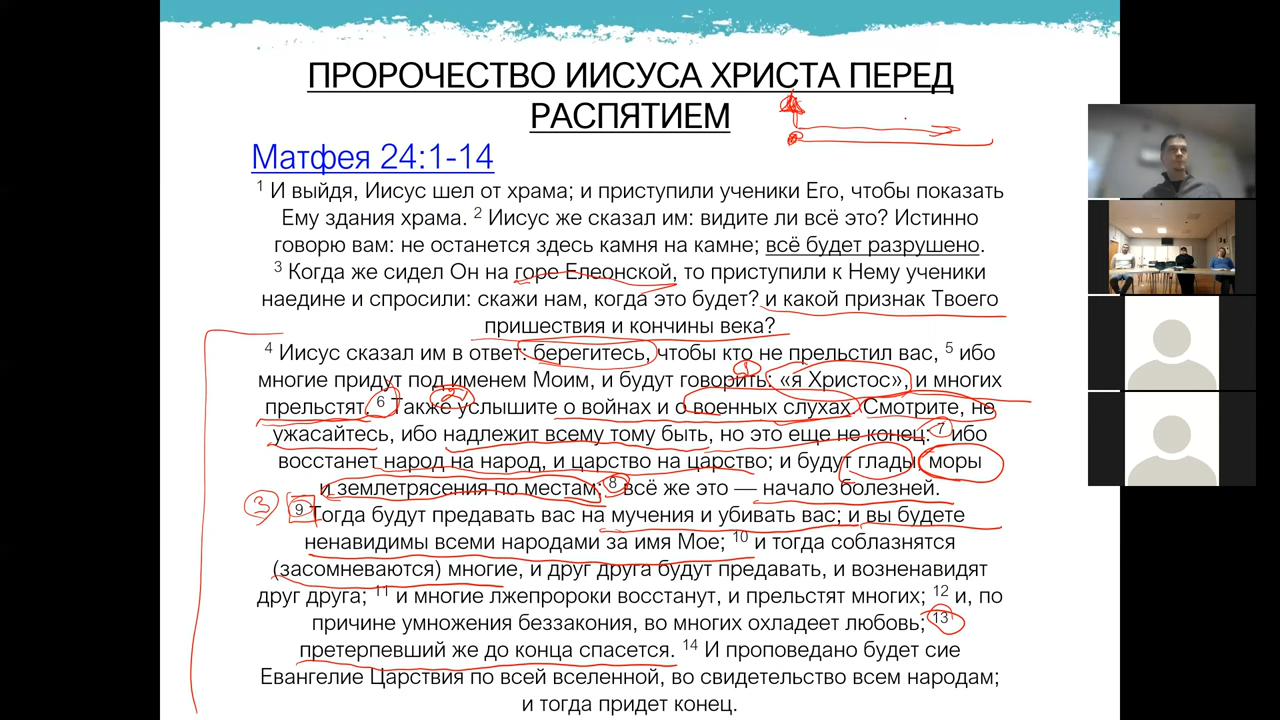 ПРОРОЧЕСТВО ИИСУСА ХРИСТА ПЕРЕД
РАСПЯТИЕМ
Матфея 24:1-14
1 И выйдя, Иисус шел от храма; и приступили ученики Его, чтобы показать
Ему здания храма. 2 Иисус же сказал им: видите ли всё это? Истинно
говорю вам: не останется здесь камня на камне; всё будет разрушено.
3 Когда же сидел Он на горе Елеонской, то приступили к Нему ученики
наедине и спросили: скажи нам, когда это будет? и какой признак Твоего
пришествия и кончины века?
4 Иисус сказал им в ответ: берегитесь, чтобы кто не прельстил вас, 5 ибо
многие придут под именем Моим, и будут говорить: «я Христос», и многих
1
прельстят. 6 Также услышите о войнах и о военных слухах. Смотрите, не
2
ужасайтесь, ибо надлежит всему тому быть, но это еще не конец: 7 ибо
восстанет народ на народ, и царство на царство; и будут глады, моры
и землетрясения по местам; 8 всё же это — начало болезней.
3
9 Тогда будут предавать вас на мучения и убивать вас; и вы будете
ненавидимы всеми народами за имя Мое; 10 и тогда соблазнятся
(засомневаются) многие, и друг друга будут предавать, и возненавидят
друг друга; 11 и многие лжепророки восстанут, и прельстят многих; 12 и, по
причине умножения беззакония, во многих охладеет любовь; 13
претерпевший же до конца спасется. 14 И проповедано будет сие
Евангелие Царствия по всей вселенной, во свидетельство всем народам;
и тогда придет конец.